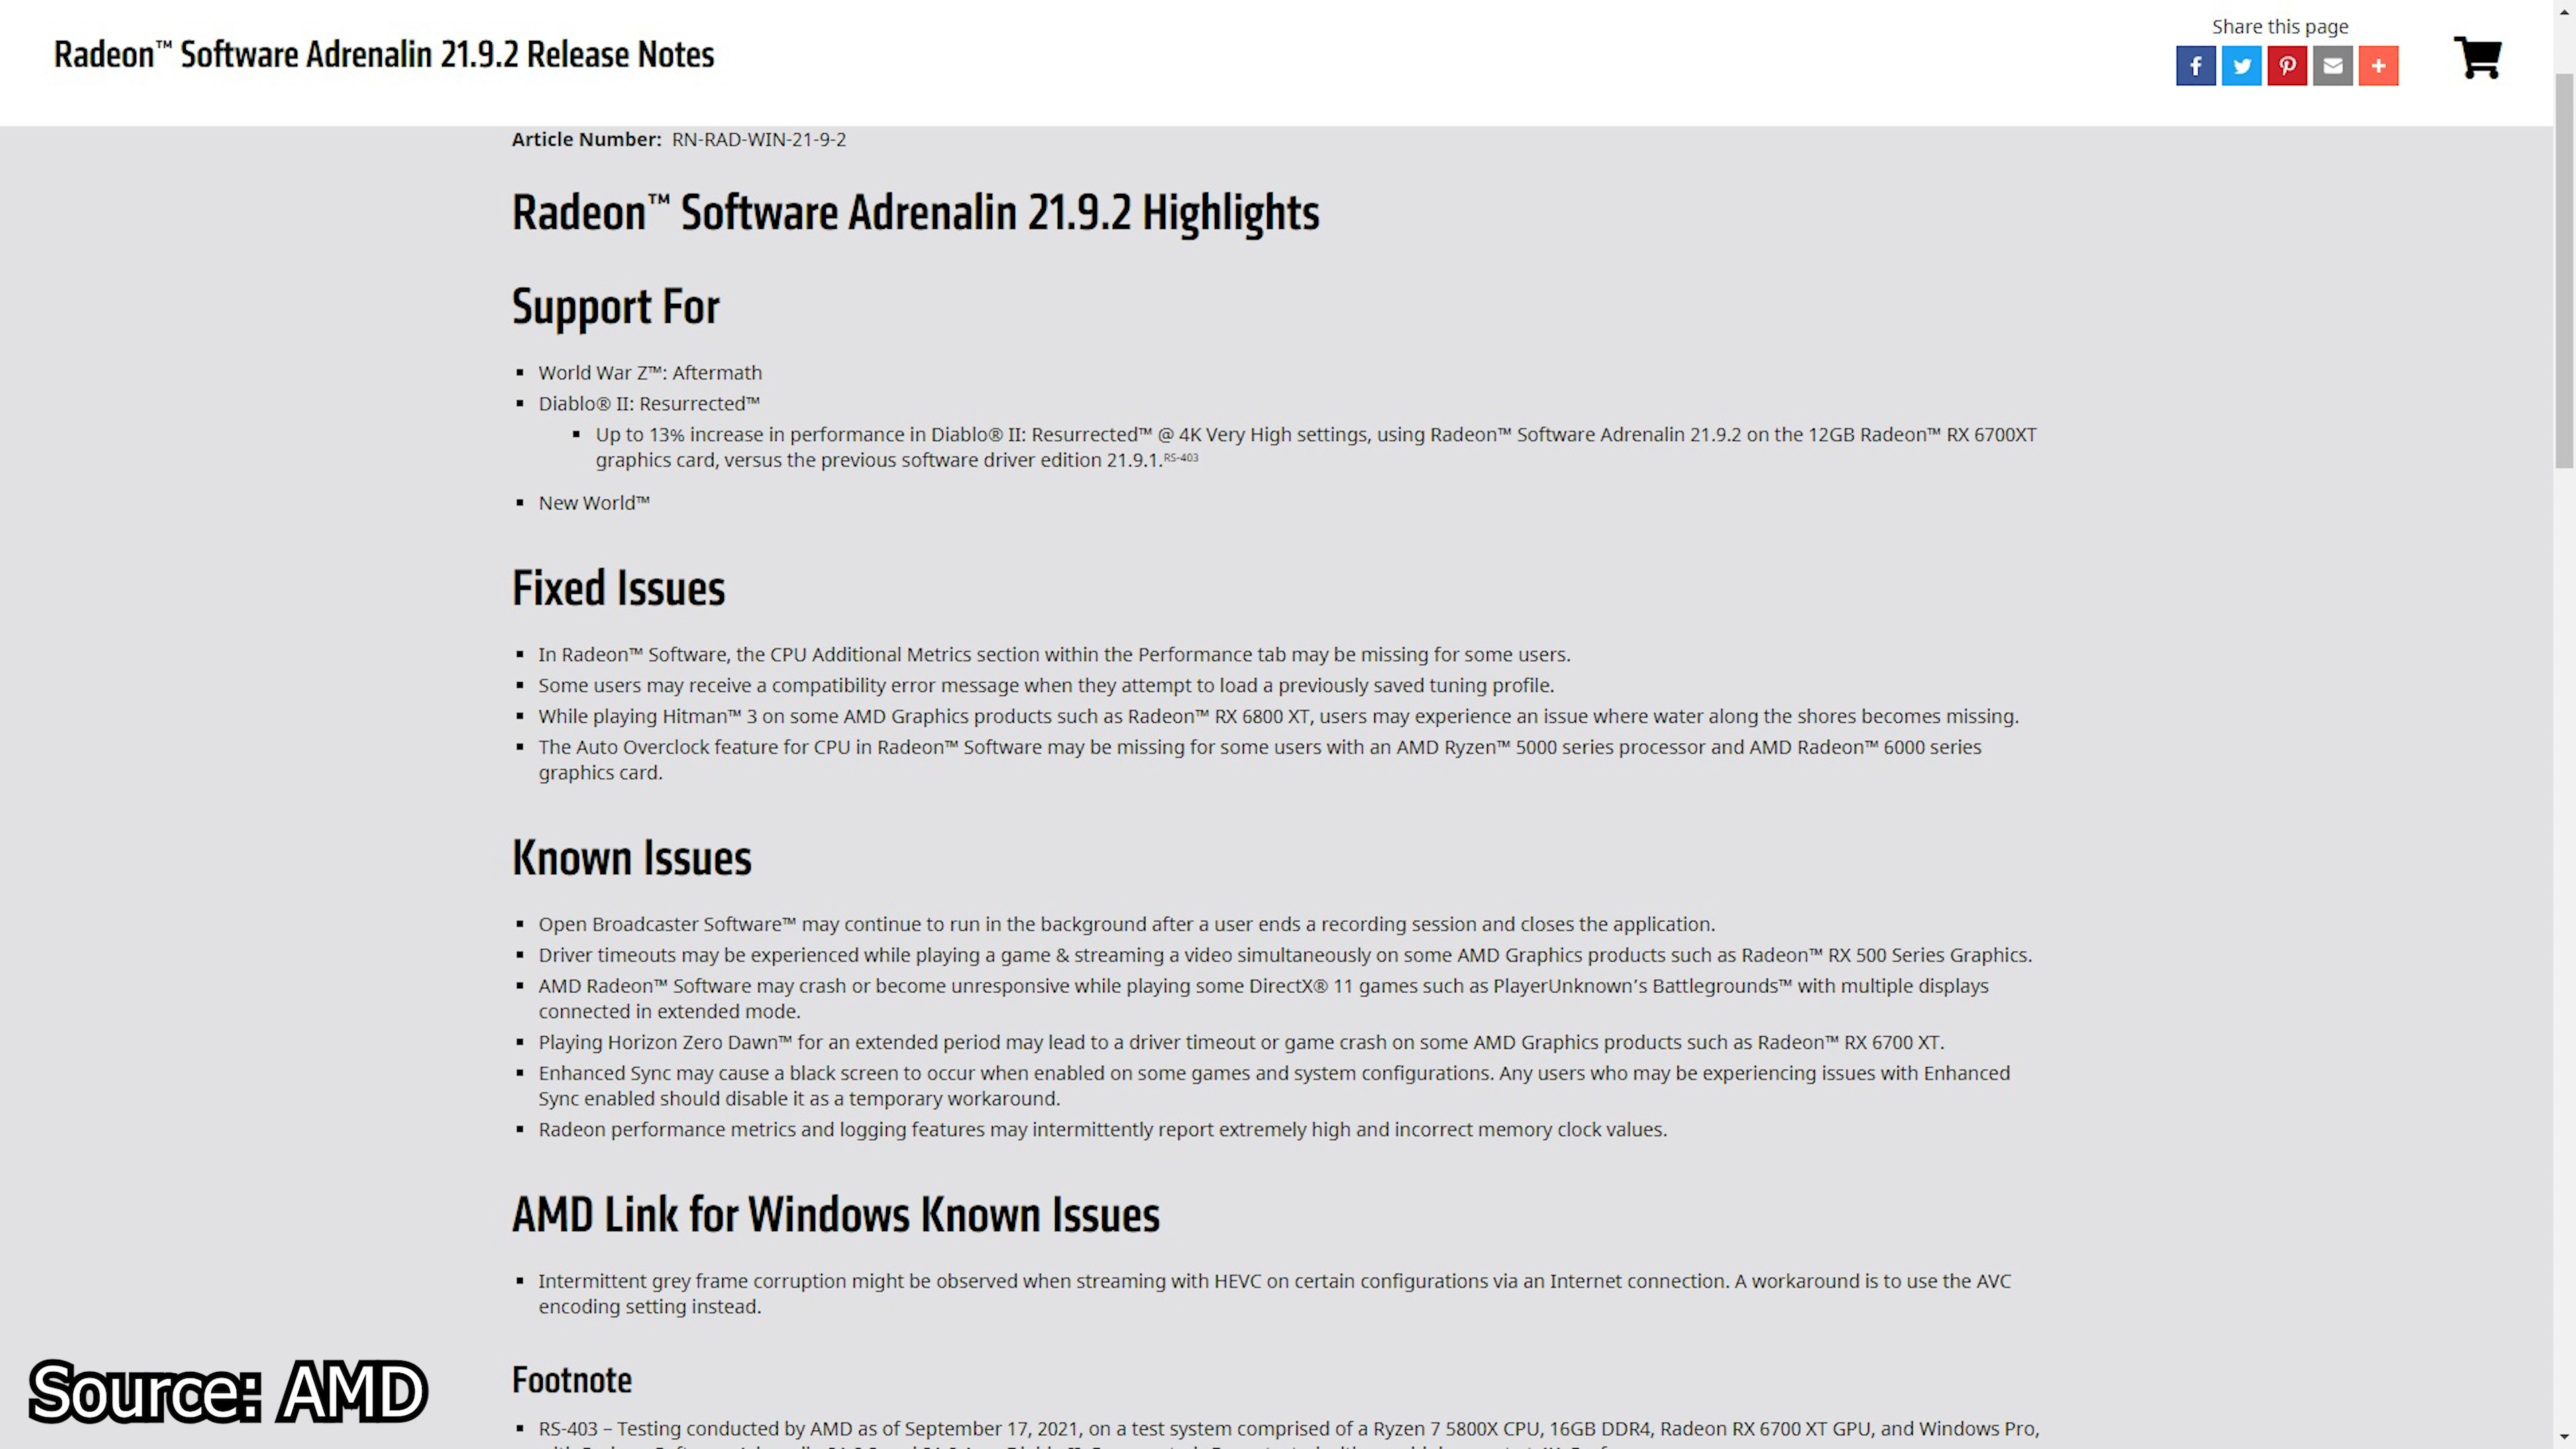 Radeon™ Software Adrenalin 21.9.2 Release Notes
Share this page
Article Number: RN-RAD-WIN-21-9-2
Radeon™ Software Adrenalin 21.9.2 Highlights
Support For
World War Z™: Aftermath
Diablo® II: Resurrected™
Up to 13% increase in performance in Diablo® II: Resurrected™ @ 4K Very High settings, using Radeon™ Software Adrenalin 21.9.2 on the 12GB Radeon™ RX 6700XT
graphics card, versus the previous software driver edition 21.9.1.RS-403
New World™
Fixed Issues
In Radeon™ Software, the CPU Additional Metrics section within the Performance tab may be missing for some users.
Some users may receive a compatibility error message when they attempt to load a previously saved tuning profile.
While playing Hitman™ 3 on some AMD Graphics products such as Radeon™ RX 6800 XT, users may experience an issue where water along the shores becomes missing.
The Auto Overclock feature for CPU in Radeon™ Software may be missing for some users with an AMD Ryzen™ 5000 series processor and AMD Radeon™ 6000 series
graphics card.
Known Issues
Open Broadcaster Software™ may continue to run in the background after a user ends a recording session and closes the application.
Driver timeouts may be experienced while playing a game & streaming a video simultaneously on some AMD Graphics products such as Radeon™ RX 500 Series Graphics.
AMD Radeon™ Software may crash or become unresponsive while playing some DirectX® 11 games such as PlayerUnknown’s Battlegrounds™ with multiple displays
connected in extended mode.
Playing Horizon Zero Dawn™ for an extended period may lead to a driver timeout or game crash on some AMD Graphics products such as Radeon™ RX 6700 XT.
Enhanced Sync may cause a black screen to occur when enabled on some games and system configurations. Any users who may be experiencing issues with Enhanced
Sync enabled should disable it as a temporary workaround.
Radeon performance metrics and logging features may intermittently report extremely high and incorrect memory clock values.
AMD Link for Windows Known Issues
Intermittent grey frame corruption might be observed when streaming with HEVC on certain configurations via an Internet connection. A workaround is to use the AVC
encoding setting instead.
Footnote
Source: AMD
RS-403 – Testing conducted by AMD as of September 17, 2021, on a test system comprised of a Ryzen 7 5800X CPU, 16GB DDR4, Radeon RX 6700 XT GPU, and Windows Pro,